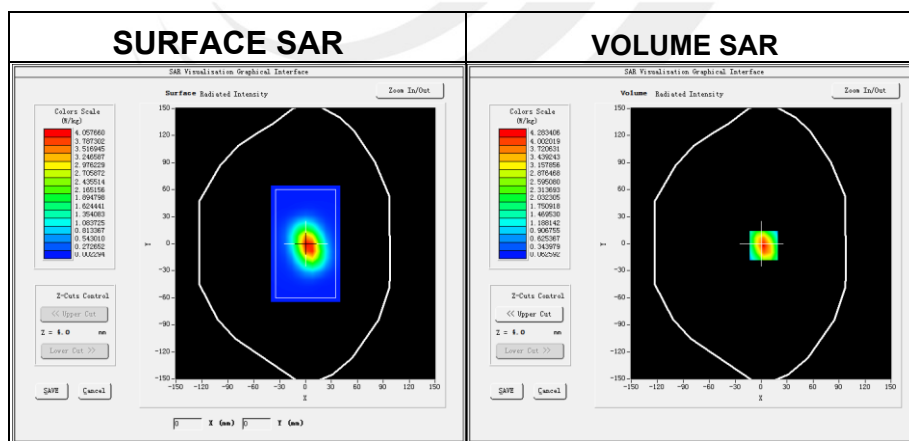 SURFACE SAR
VOLUME SAR
SAR Visualisation Graphical Interface
Surface Radiated Intensity
Zoom In/Out
Colors Scale
(W/kg)
4.057660
3.787302
3.516945
3.246587
2.976229
2.705872
2.435514
2.165156
1.894798
1.624441
1.354083
1.083725
0.813367
0.543010
0.272652
0.002294
Z-Cuts Control
<< Upper Cut
Z = 4.0 mm
Lower Cut >>
SAVE
Cancel
150
120
90
60
30
0
-30
-60
-90
-120
-150
Y
-150 -120 -90 -60 -30 0 30 60 90 120 150
X
0 X (mm) 0 Y (mm)
SAR Visualisation Graphical Interface
Volume Radiated Intensity
Zoom In/Out
Colors Scale
(W/kg)
4.283406
4.002019
3.720631
3.439243
3.157856
2.876468
2.595080
2.313693
2.032305
1.750918
1.469530
1.188142
0.906755
0.625367
0.343979
0.062592
Z-Cuts Control
<< Upper Cut
Z = 4.0 mm
Lower Cut >>
SAVE
Cancel
150
120
90
60
30
0
-30
-60
-90
-120
-150
Y
-150 -120 -90 -60 -30 0 30 60 90 120 150
X